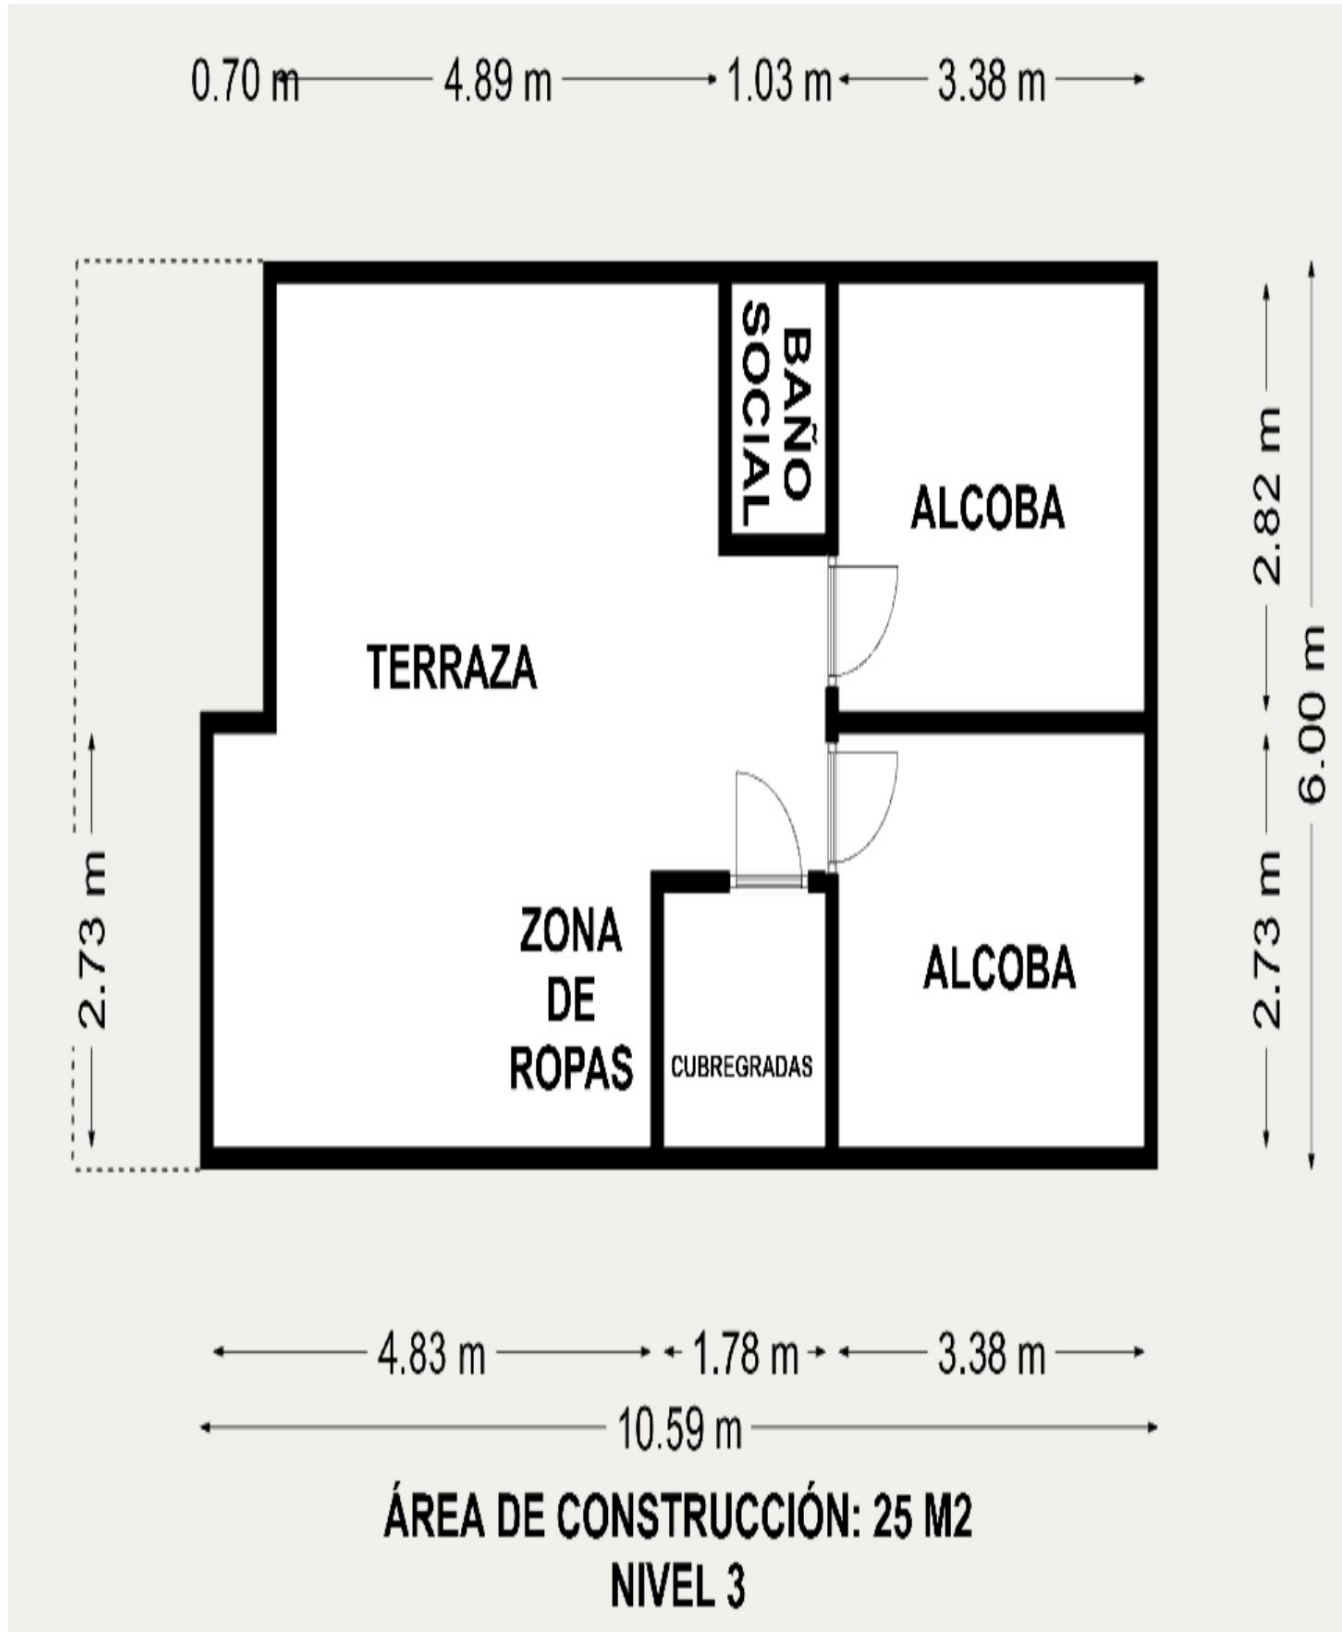 0.70 m 4.89 m 1.03 m 3.38 m
BAÑO
SOCIAL
ALCOBA
2.82 m
TERRAZA
6.00 m
2.73 m
ZONA
DE
ROPAS
CUBREGRADAS
ALCOBA
2.73 m
4.83 m 1.78 m 3.38 m
10.59 m
ÁREA DE CONSTRUCCIÓN: 25 M2
NIVEL 3